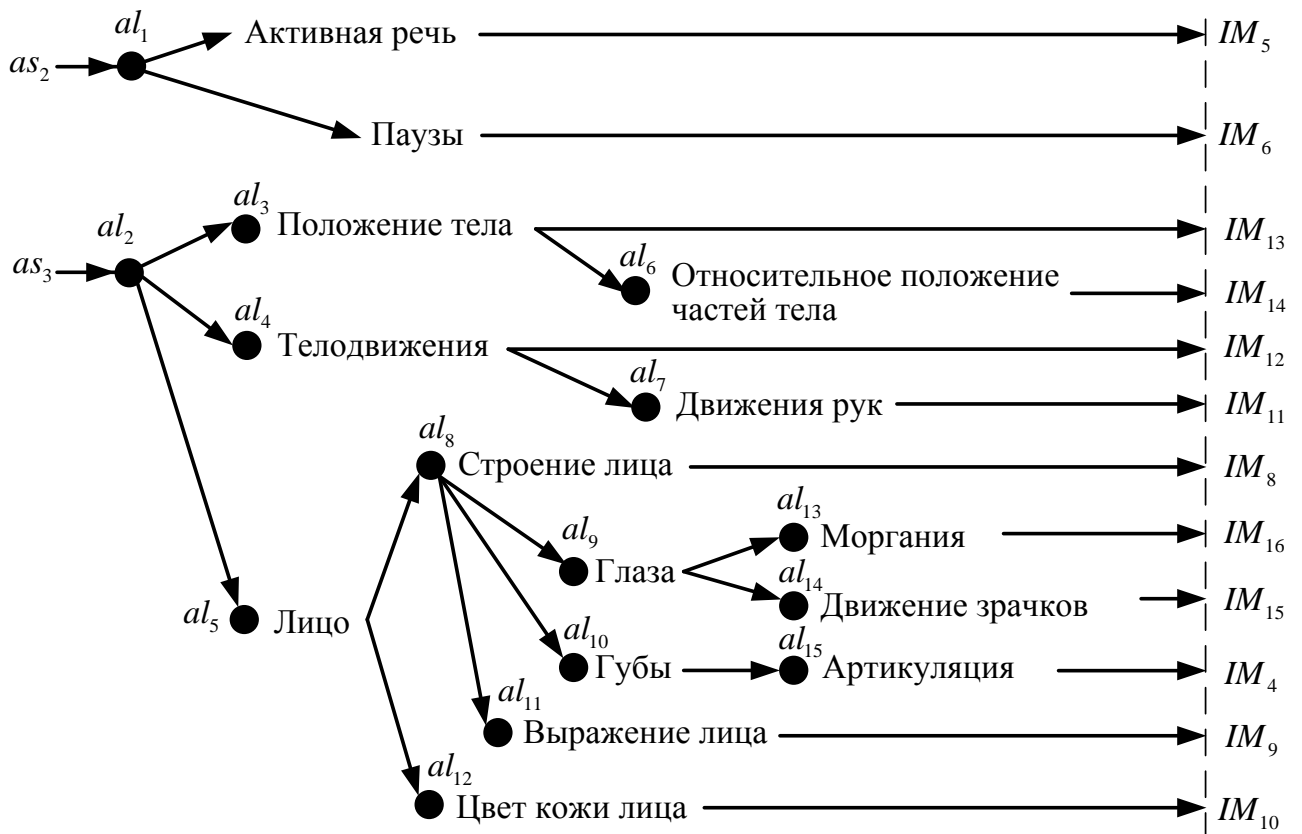 al₁
Активная речь
IM₅
as₂
Паузы
IM₆
al₃
Положение тела
IM₁₃
al₂
as₃
al₆
Относительное положение
частей тела
IM₁₄
al₄
Телодвижения
IM₁₂
al₇
Движения рук
IM₁₁
al₈
Строение лица
IM₈
al₁₃
Моргания
IM₁₆
al₉
Глаза
al₁₄
Движение зрачков
IM₁₅
al₅
Лицо
al₁₀
Губы
al₁₅
Артикуляция
IM₄
al₁₁
Выражение лица
IM₉
al₁₂
Цвет кожи лица
IM₁₀